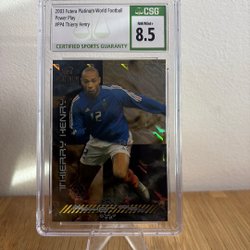 2003 Futera Platinum World Football
Power Play
#PP4 Thierry Henry
CERTIFIED SPORTS GUARANTY
CSG
NM/Mint+
8.5
THIERRY HENRY
12